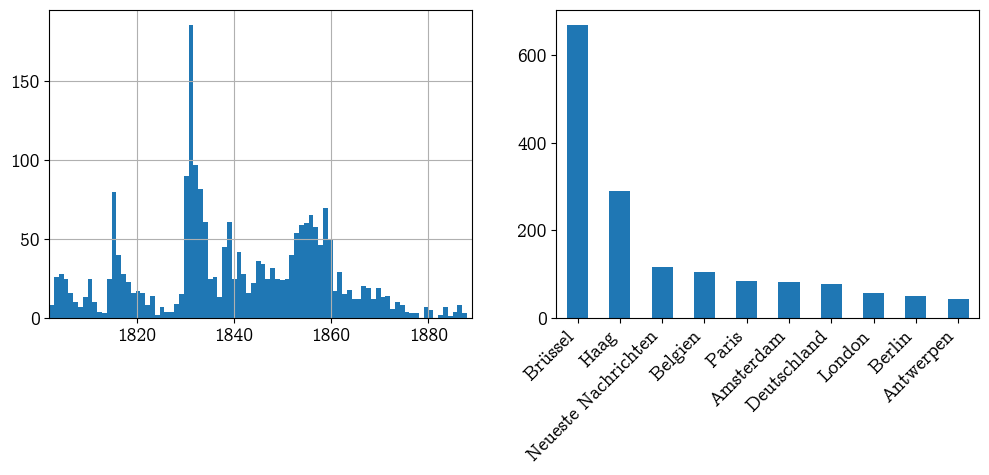 150
100
50
0
1820 1840 1860 1880
600
400
200
0
Brüssel
Haag
Neueste Nachrichten
Belgien
Paris
Amsterdam
Deutschland
London
Berlin
Antwerpen